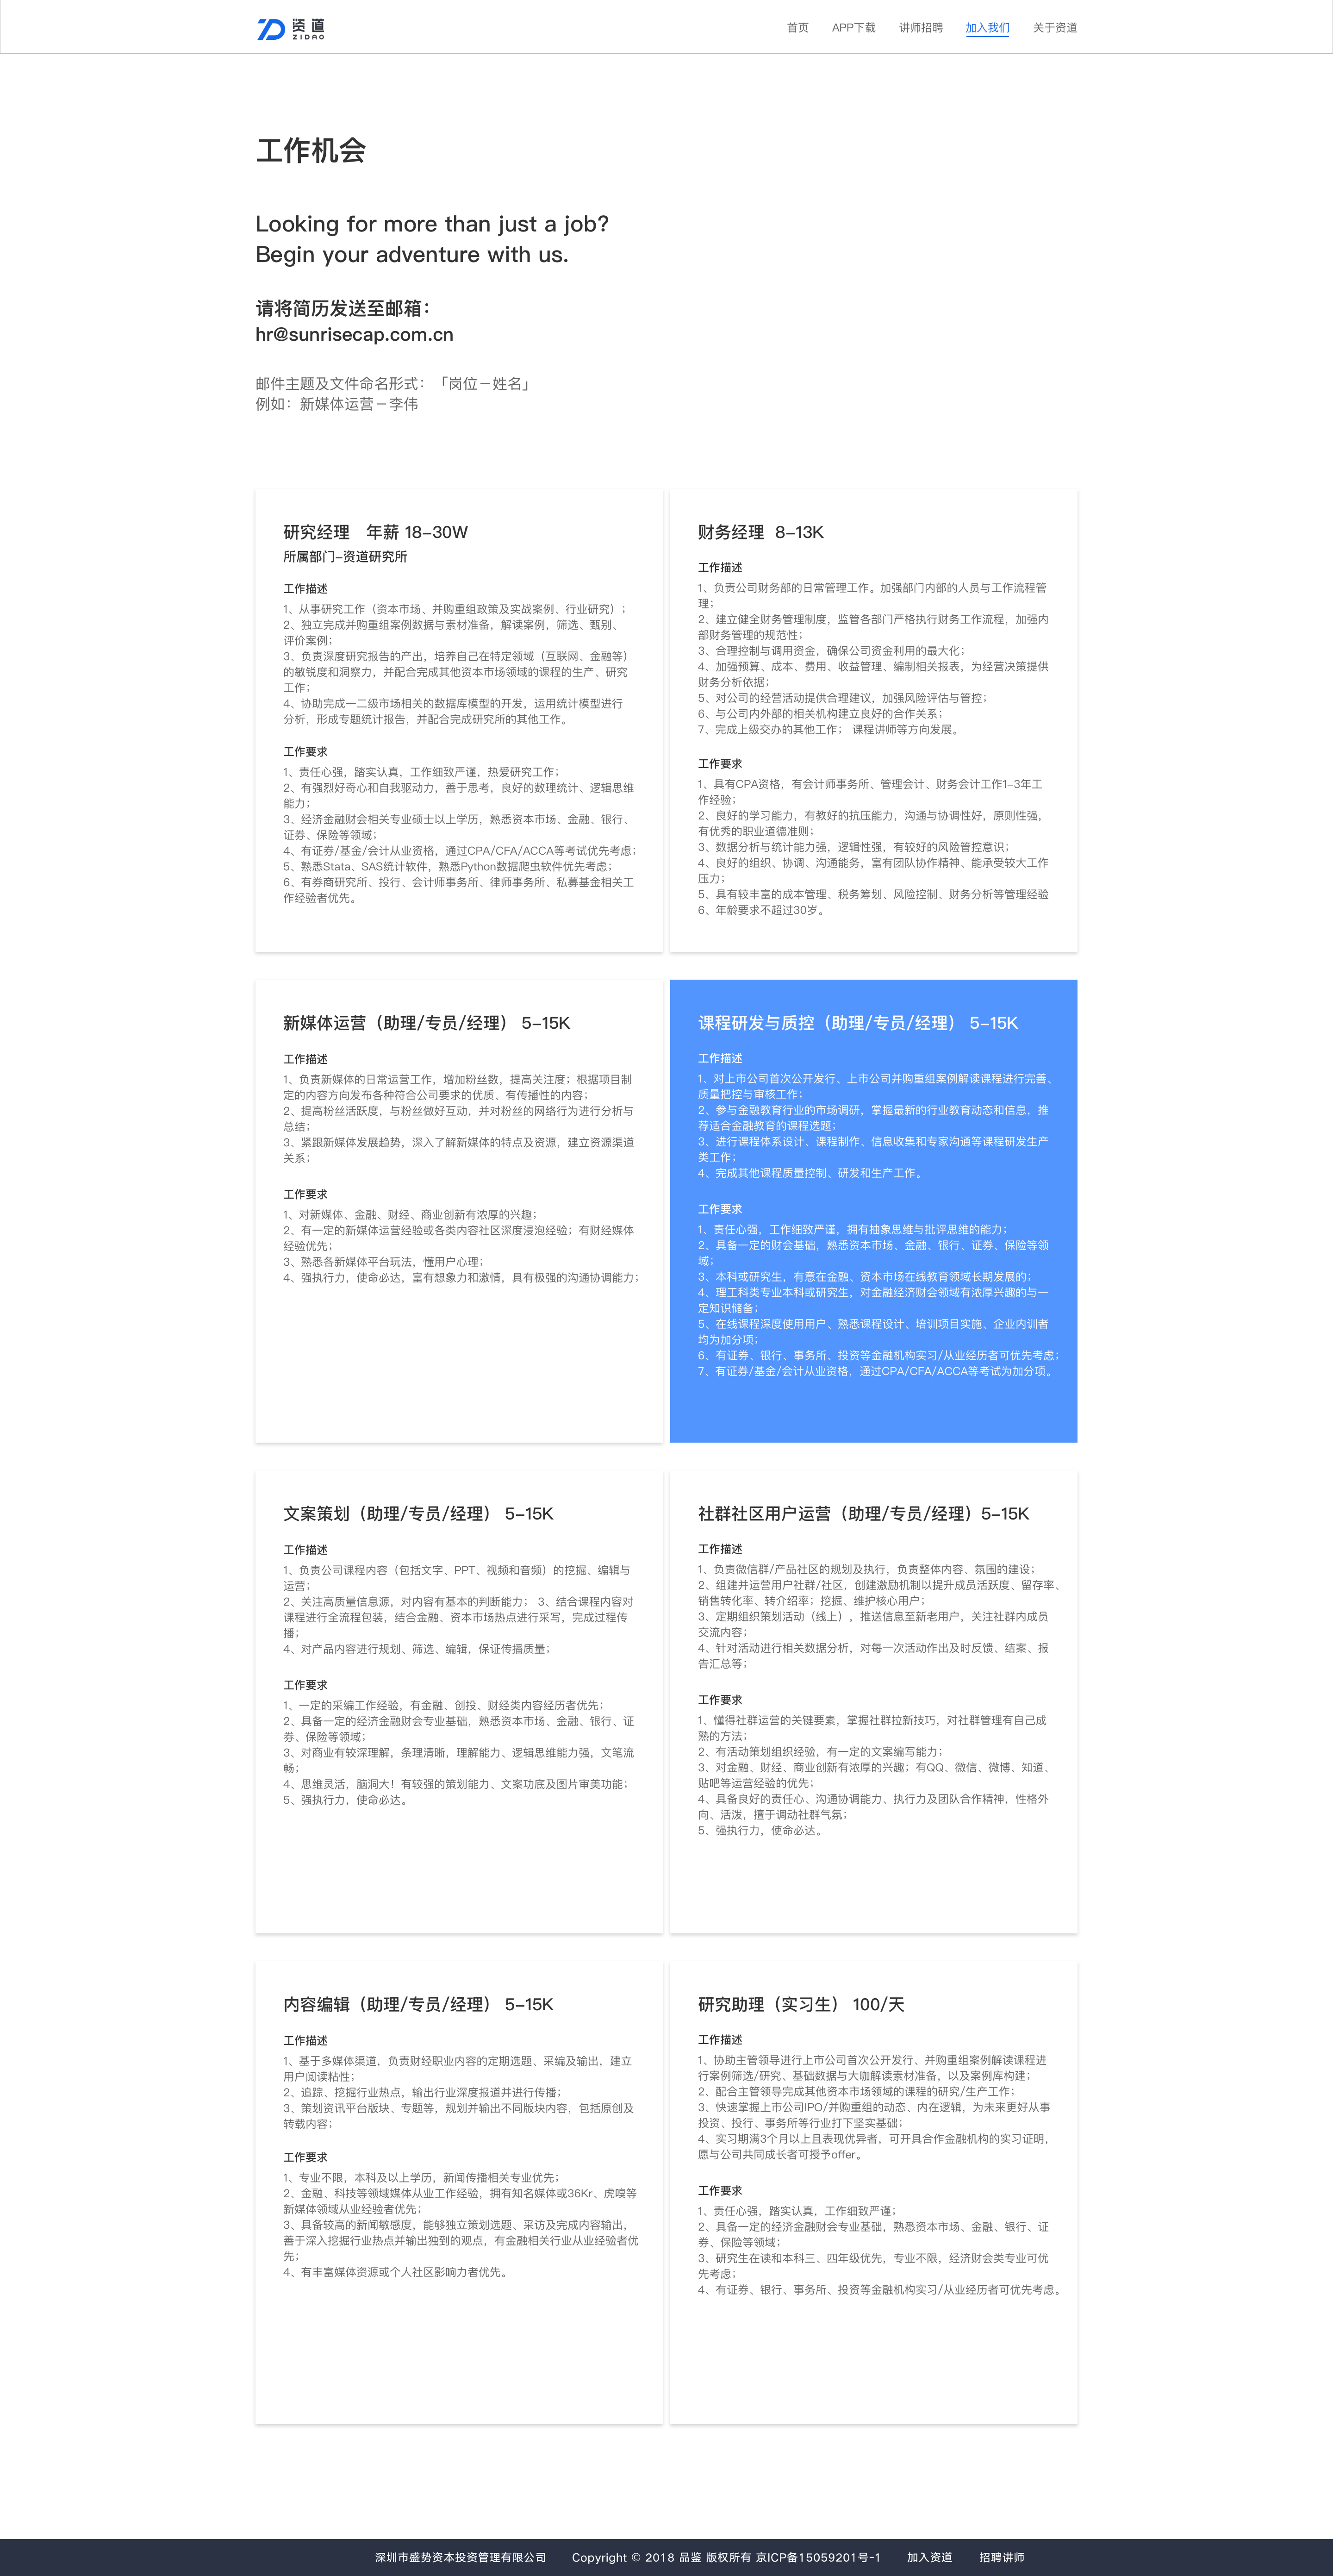 资道
ZIDAO
首页 APP下载 讲师招聘 加入我们 关于资道
工作机会
Looking for more than just a job?
Begin your adventure with us.
请将简历发送至邮箱：
hr@sunrisecap.com.cn
邮件主题及文件命名形式：「岗位－姓名」
例如：新媒体运营－李伟
研究经理 年薪 18-30W
所属部门-资道研究所
工作描述
1、从事研究工作（资本市场、并购重组政策及实战案例、行业研究）；
2、独立完成并购重组案例数据与素材准备，解读案例，筛选、甄别、
评价案例；
3、负责深度研究报告的产出，培养自己在特定领域（互联网、金融等）
的敏锐度和洞察力，并配合完成其他资本市场领域的课程的生产、研究
工作；
4、协助完成一二级市场相关的数据库模型的开发，运用统计模型进行
分析，形成专题统计报告，并配合完成研究所的其他工作。
工作要求
1、责任心强，踏实认真，工作细致严谨，热爱研究工作；
2、有强烈好奇心和自我驱动力，善于思考，良好的数理统计、逻辑思维
能力；
3、经济金融财会相关专业硕士以上学历，熟悉资本市场、金融、银行、
证券、保险等领域；
4、有证券/基金/会计从业资格，通过CPA/CFA/ACCA等考试优先考虑；
5、熟悉Stata、SAS统计软件，熟悉Python数据爬虫软件优先考虑；
6、有券商研究所、投行、会计师事务所、律师事务所、私募基金相关工
作经验者优先。
财务经理 8-13K
工作描述
1、负责公司财务部的日常管理工作。加强部门内部的人员与工作流程管
理；
2、建立健全财务管理制度，监管各部门严格执行财务工作流程，加强内
部财务管理的规范性；
3、合理控制与调用资金，确保公司资金利用的最大化；
4、加强预算、成本、费用、收益管理、编制相关报表，为经营决策提供
财务分析依据；
5、对公司的经营活动提供合理建议，加强风险评估与管控；
6、与公司内外部的相关机构建立良好的合作关系；
7、完成上级交办的其他工作； 课程讲师等方向发展。
工作要求
1、具有CPA资格，有会计师事务所、管理会计、财务会计工作1-3年工
作经验；
2、良好的学习能力，有教好的抗压能力，沟通与协调性好，原则性强，
有优秀的职业道德准则；
3、数据分析与统计能力强，逻辑性强，有较好的风险管控意识；
4、良好的组织、协调、沟通能务，富有团队协作精神、能承受较大工作
压力；
5、具有较丰富的成本管理、税务筹划、风险控制、财务分析等管理经验
6、年龄要求不超过30岁。
新媒体运营（助理/专员/经理） 5-15K
工作描述
1、负责新媒体的日常运营工作，增加粉丝数，提高关注度；根据项目制
定的内容方向发布各种符合公司要求的优质、有传播性的内容；
2、提高粉丝活跃度，与粉丝做好互动，并对粉丝的网络行为进行分析与
总结；
3、紧跟新媒体发展趋势，深入了解新媒体的特点及资源，建立资源渠道
关系；
工作要求
1、对新媒体、金融、财经、商业创新有浓厚的兴趣；
2、有一定的新媒体运营经验或各类内容社区深度浸泡经验；有财经媒体
经验优先；
3、熟悉各新媒体平台玩法，懂用户心理；
4、强执行力，使命必达，富有想象力和激情，具有极强的沟通协调能力；
课程研发与质控（助理/专员/经理） 5-15K
工作描述
1、对上市公司首次公开发行、上市公司并购重组案例解读课程进行完善、
质量把控与审核工作；
2、参与金融教育行业的市场调研，掌握最新的行业教育动态和信息，推
荐适合金融教育的课程选题；
3、进行课程体系设计、课程制作、信息收集和专家沟通等课程研发生产
类工作；
4、完成其他课程质量控制、研发和生产工作。
工作要求
1、责任心强，工作细致严谨，拥有抽象思维与批评思维的能力；
2、具备一定的财会基础，熟悉资本市场、金融、银行、证券、保险等领
域；
3、本科或研究生，有意在金融、资本市场在线教育领域长期发展的；
4、理工科类专业本科或研究生，对金融经济财会领域有浓厚兴趣的与一
定知识储备；
5、在线课程深度使用用户、熟悉课程设计、培训项目实施、企业内训者
均为加分项；
6、有证券、银行、事务所、投资等金融机构实习/从业经历者可优先考虑；
7、有证券/基金/会计从业资格，通过CPA/CFA/ACCA等考试为加分项。
文案策划（助理/专员/经理） 5-15K
工作描述
1、负责公司课程内容（包括文字、PPT、视频和音频）的挖掘、编辑与
运营；
2、关注高质量信息源，对内容有基本的判断能力； 3、结合课程内容对
课程进行全流程包装，结合金融、资本市场热点进行采写，完成过程传
播；
4、对产品内容进行规划、筛选、编辑，保证传播质量；
工作要求
1、一定的采编工作经验，有金融、创投、财经类内容经历者优先；
2、具备一定的经济金融财会专业基础，熟悉资本市场、金融、银行、证
券、保险等领域；
3、对商业有较深理解，条理清晰，理解能力、逻辑思维能力强，文笔流
畅；
4、思维灵活，脑洞大！有较强的策划能力、文案功底及图片审美功能；
5、强执行力，使命必达。
社群社区用户运营（助理/专员/经理）5-15K
工作描述
1、负责微信群/产品社区的规划及执行，负责整体内容、氛围的建设；
2、组建并运营用户社群/社区，创建激励机制以提升成员活跃度、留存率、
销售转化率、转介绍率；挖掘、维护核心用户；
3、定期组织策划活动（线上），推送信息至新老用户，关注社群内成员
交流内容；
4、针对活动进行相关数据分析，对每一次活动作出及时反馈、结案、报
告汇总等；
工作要求
1、懂得社群运营的关键要素，掌握社群拉新技巧，对社群管理有自己成
熟的方法；
2、有活动策划组织经验，有一定的文案编写能力；
3、对金融、财经、商业创新有浓厚的兴趣；有QQ、微信、微博、知道、
贴吧等运营经验的优先；
4、具备良好的责任心、沟通协调能力、执行力及团队合作精神，性格外
向、活泼，擅于调动社群气氛；
5、强执行力，使命必达。
内容编辑（助理/专员/经理） 5-15K
工作描述
1、基于多媒体渠道，负责财经职业内容的定期选题、采编及输出，建立
用户阅读粘性；
2、追踪、挖掘行业热点，输出行业深度报道并进行传播；
3、策划资讯平台版块、专题等，规划并输出不同版块内容，包括原创及
转载内容；
工作要求
1、专业不限，本科及以上学历，新闻传播相关专业优先；
2、金融、科技等领域媒体从业工作经验，拥有知名媒体或36Kr、虎嗅等
新媒体领域从业经验者优先；
3、具备较高的新闻敏感度，能够独立策划选题、采访及完成内容输出，
善于深入挖掘行业热点并输出独到的观点，有金融相关行业从业经验者优
先；
4、有丰富媒体资源或个人社区影响力者优先。
研究助理（实习生） 100/天
工作描述
1、协助主管领导进行上市公司首次公开发行、并购重组案例解读课程进
行案例筛选/研究、基础数据与大咖解读素材准备，以及案例库构建；
2、配合主管领导完成其他资本市场领域的课程的研究/生产工作；
3、快速掌握上市公司IPO/并购重组的动态、内在逻辑，为未来更好从事
投资、投行、事务所等行业打下坚实基础；
4、实习期满3个月以上且表现优异者，可开具合作金融机构的实习证明，
愿与公司共同成长者可授予offer。
工作要求
1、责任心强，踏实认真，工作细致严谨；
2、具备一定的经济金融财会专业基础，熟悉资本市场、金融、银行、证
券、保险等领域；
3、研究生在读和本科三、四年级优先，专业不限，经济财会类专业可优
先考虑；
4、有证券、银行、事务所、投资等金融机构实习/从业经历者可优先考虑。
深圳市盛势资本投资管理有限公司 Copyright © 2018 品鉴 版权所有 京ICP备15059201号-1 加入资道 招聘讲师